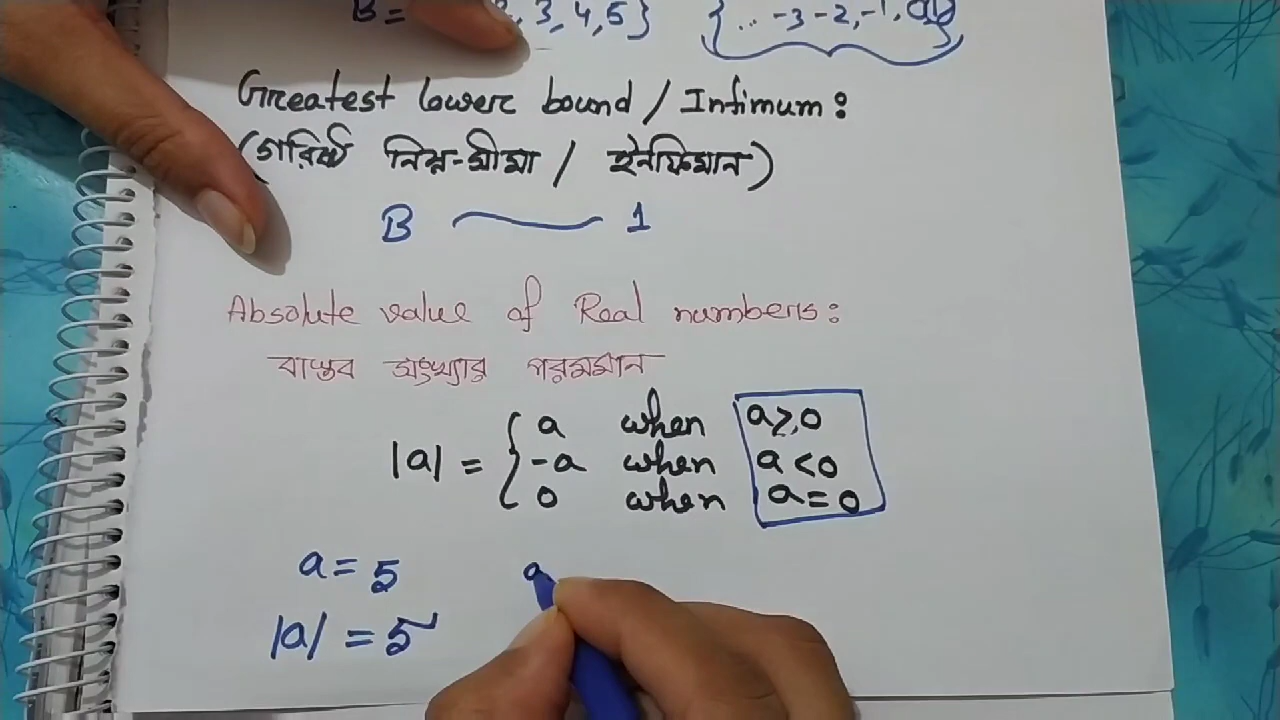 B = 2, 3, 4, 5} {... -3 -2, -1,
Greatest lower bound / Infimum:
(গরিষ্ঠ নিম্ন-সীমা / ইনফিমাম)
B 1
Absolute value of Real numbers:
বাস্তব সংখ্যার পরমমান
|a| = { a when a ≥ 0
-a when a < 0
0 when a = 0
a = 5 a
|a| = 5